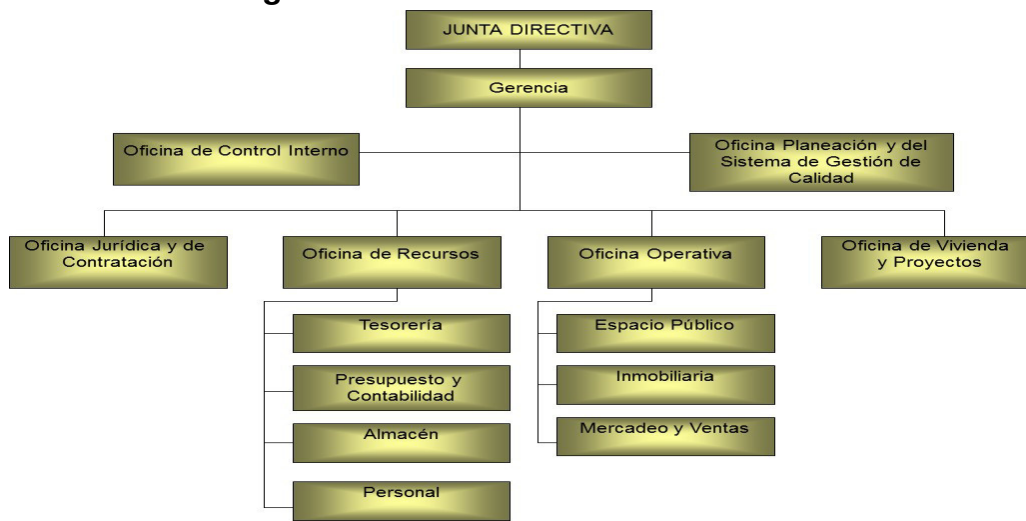 JUNTA DIRECTIVA
Gerencia
Oficina de Control Interno
Oficina Planeación y del
Sistema de Gestión de
Calidad
Oficina Jurídica y de
Contratación
Oficina de Recursos
Oficina Operativa
Oficina de Vivienda
y Proyectos
Tesorería
Presupuesto y
Contabilidad
Almacén
Personal
Espacio Público
Inmobiliaria
Mercadeo y Ventas